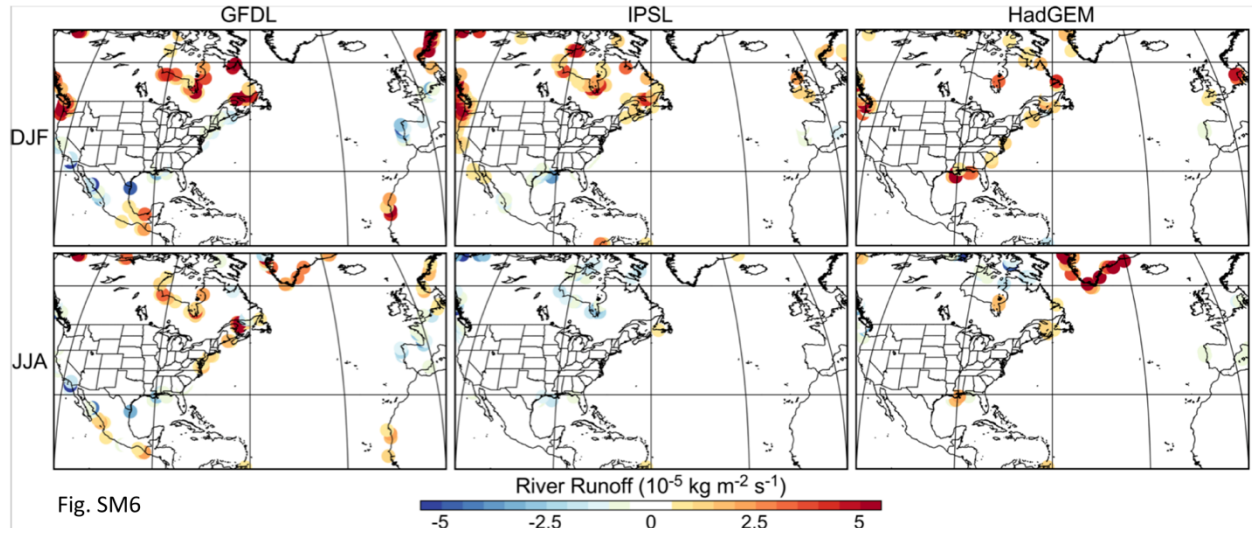 GFDL IPSL HadGEM
DJF
JJA
River Runoff (10⁻⁵ kg m⁻² s⁻¹)
Fig. SM6
-5 -2.5 0 2.5 5